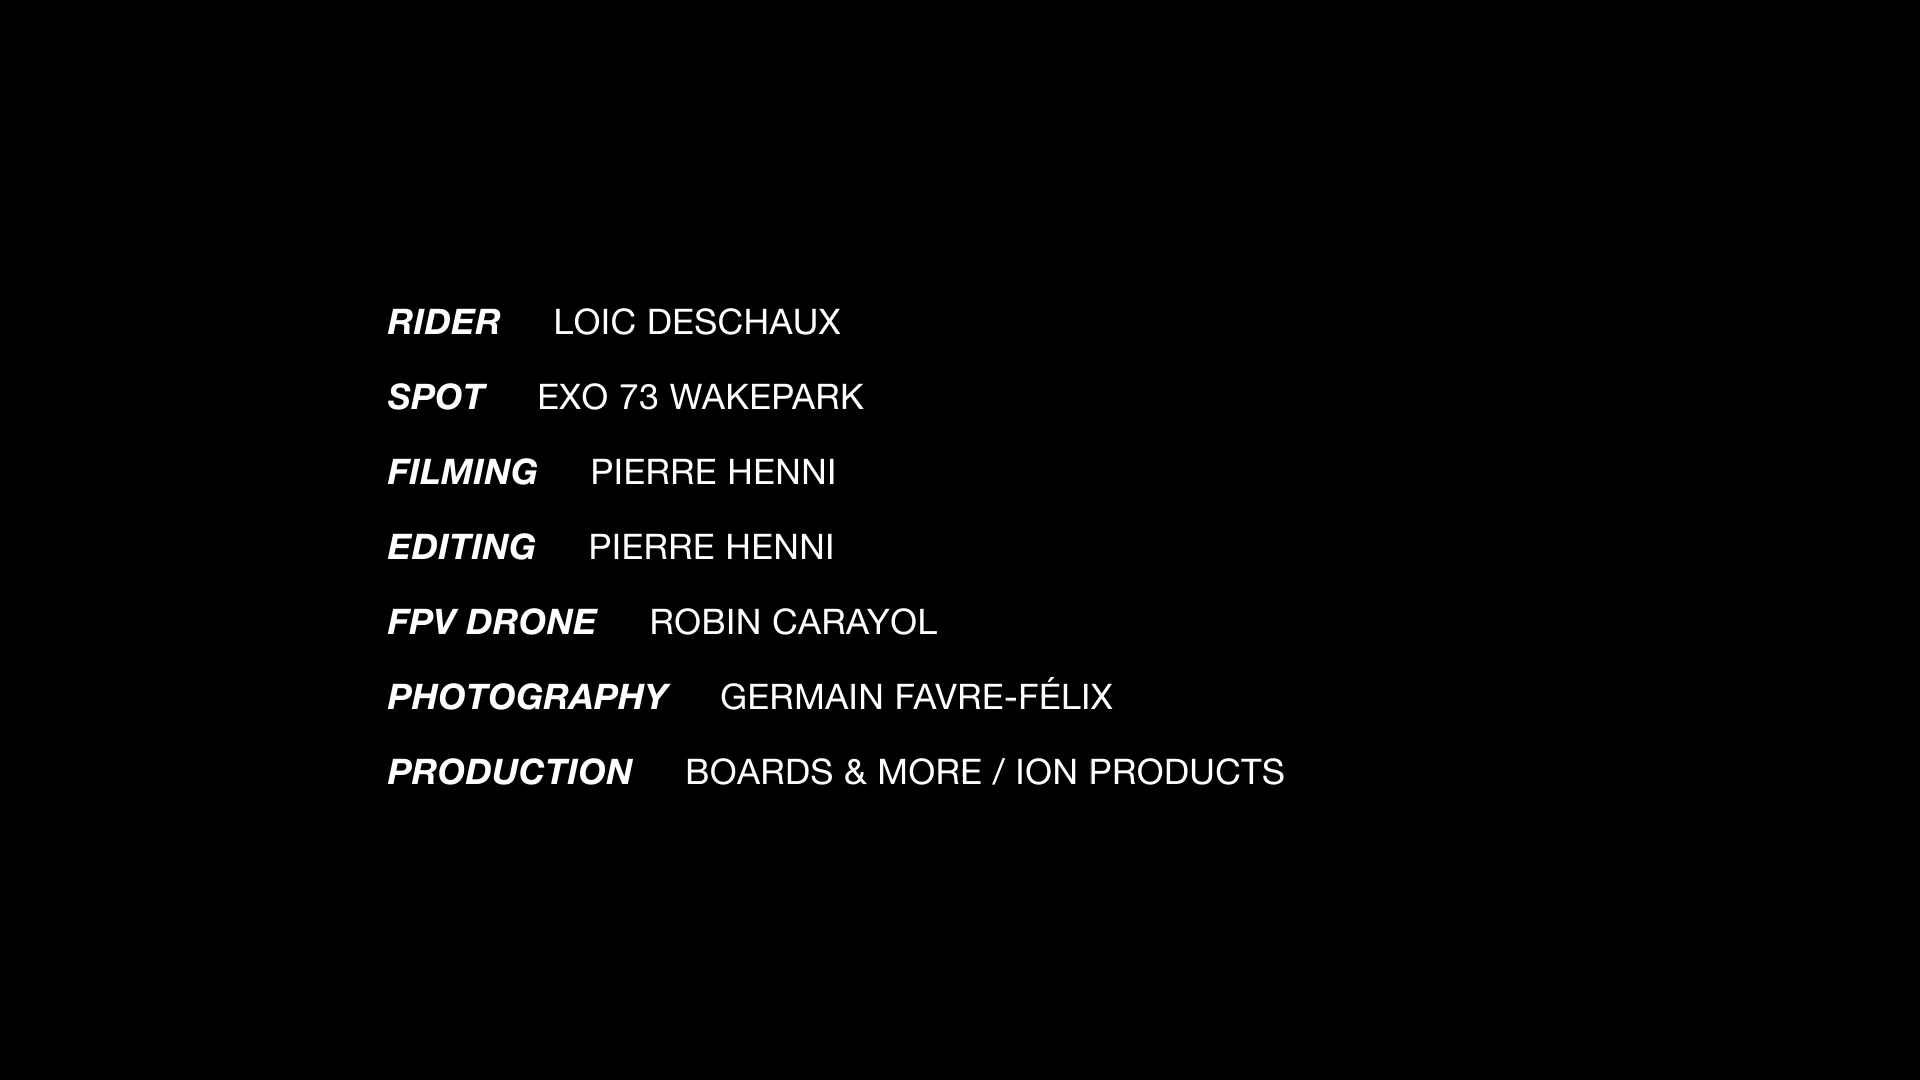 RIDER LOIC DESCHAUX
SPOT EXO 73 WAKEPARK
FILMING PIERRE HENNI
EDITING PIERRE HENNI
FPV DRONE ROBIN CARAYOL
PHOTOGRAPHY GERMAIN FAVRE-FÉLIX
PRODUCTION BOARDS & MORE / ION PRODUCTS